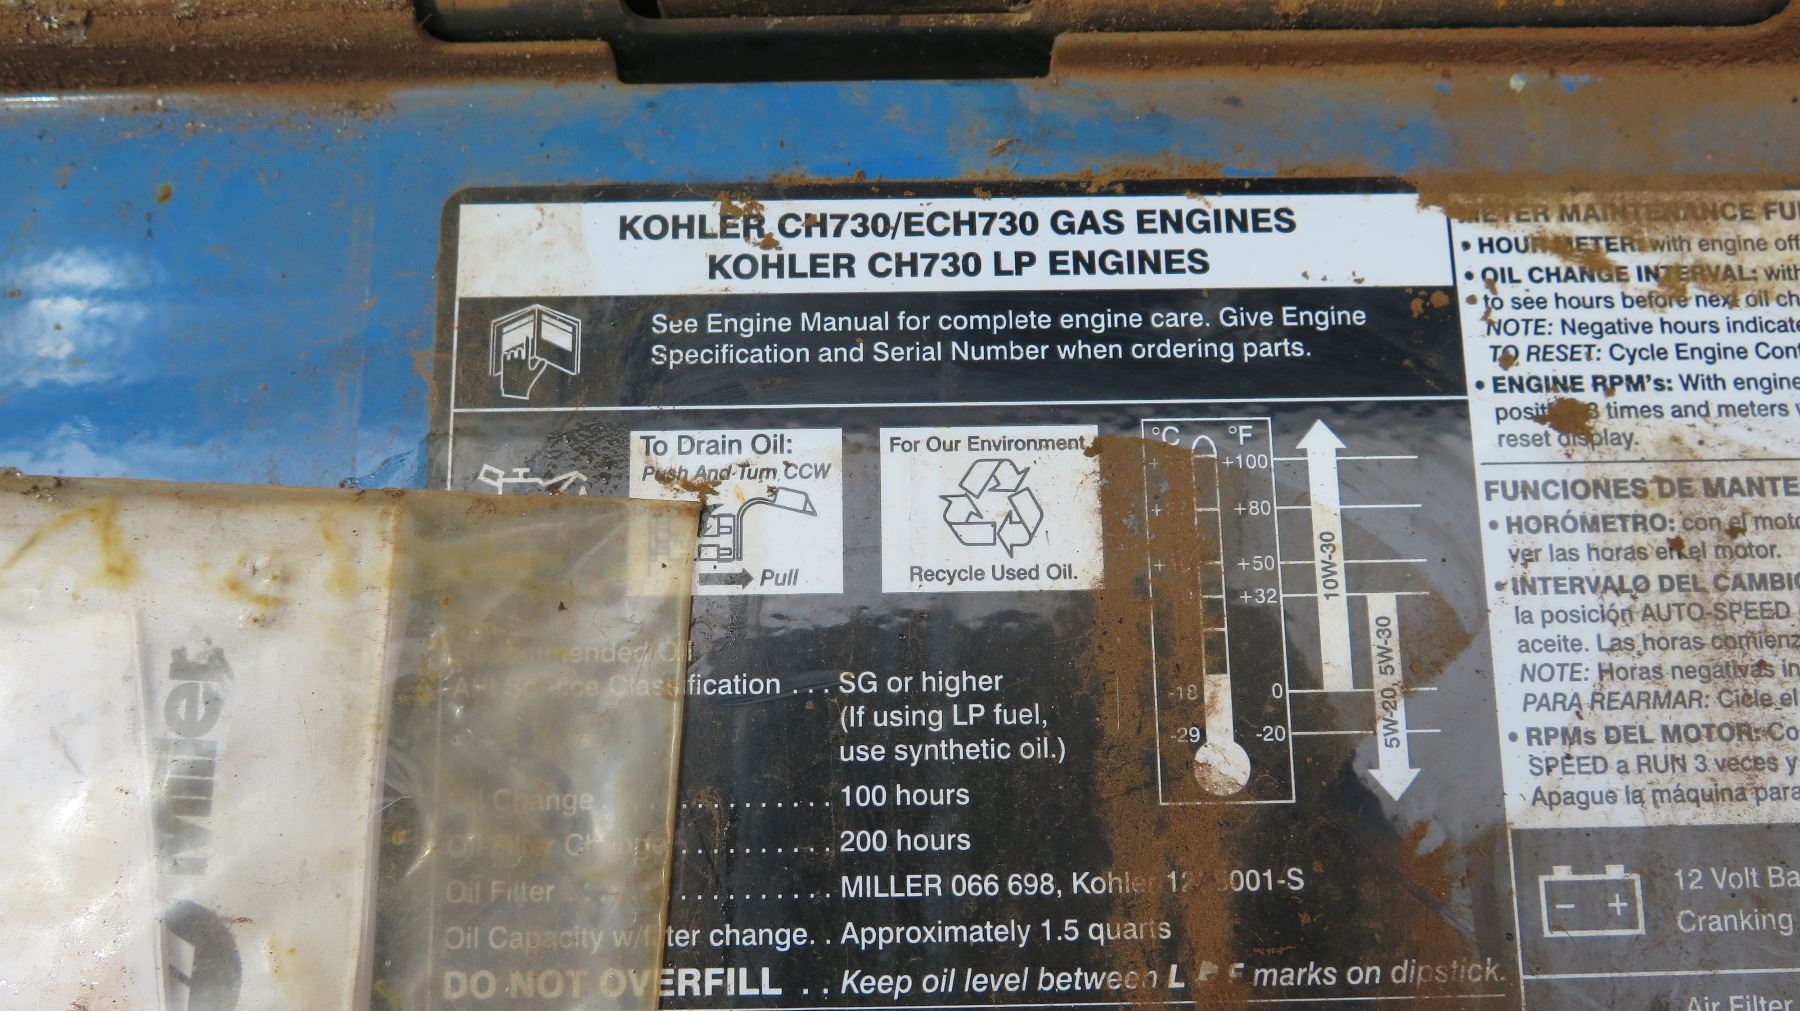 KOHLER CH730/ECH730 GAS ENGINES
KOHLER CH730 LP ENGINES
See Engine Manual for complete engine care. Give Engine
Specification and Serial Number when ordering parts.
To Drain Oil:
Push And Turn CCW
Pull
For Our Environment
Recycle Used Oil.
°C °F
+100
+80
+50
+32
-18 0
-29 -20
10W-30
5W-20, 5W-30
Classification . . . SG or higher
(If using LP fuel,
use synthetic oil.)
Oil Change . . . . . . . . . . . . . . 100 hours
Oil Filter Change . . . . . . . . . . 200 hours
Oil Filter . . . . . . . . . . . . . . MILLER 066 698, Kohler 001-S
Oil Capacity w/filter change. . Approximately 1.5 quarts
DO NOT OVERFILL . . Keep oil level between L F marks on dipstick.
Miller
METER MAINTENANCE FU
• HOUR METER: with engine off
• OIL CHANGE INTERVAL: with
to see hours before next oil ch
NOTE: Negative hours indicate
TO RESET: Cycle Engine Cont
• ENGINE RPM's: With engine
3 times and meters
reset display.
FUNCIONES DE MANTE
• HORÓMETRO: con el moto
ver las horas en el motor.
• INTERVALO DEL CAMBIO
la posición AUTO-SPEED
aceite. Las horas comienz
NOTE: Horas negativas in
PARA REARMAR: Cicle el
• RPMs DEL MOTOR: Co
SPEED a RUN 3 veces y
Apague la máquina para
12 Volt Ba
Cranking
Air Filter